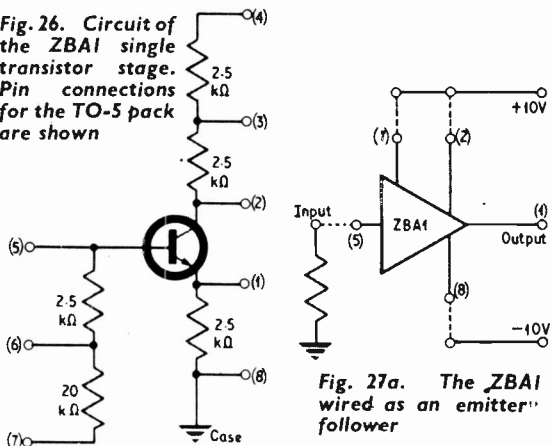 Fig. 26. Circuit of
the ZBA1 single
transistor stage.
Pin connections
for the TO-5 pack
are shown
(4)
2·5
kΩ
(3)
2·5
kΩ
(2)
(5)
(1)
2·5
kΩ
2·5
kΩ
(6)
(8)
20
kΩ
Case
(7)
+10V
(7)
(2)
Input
(5)
ZBA1
(1)
Output
(8)
-10V
Fig. 27a. The ZBA1
wired as an emitter
follower